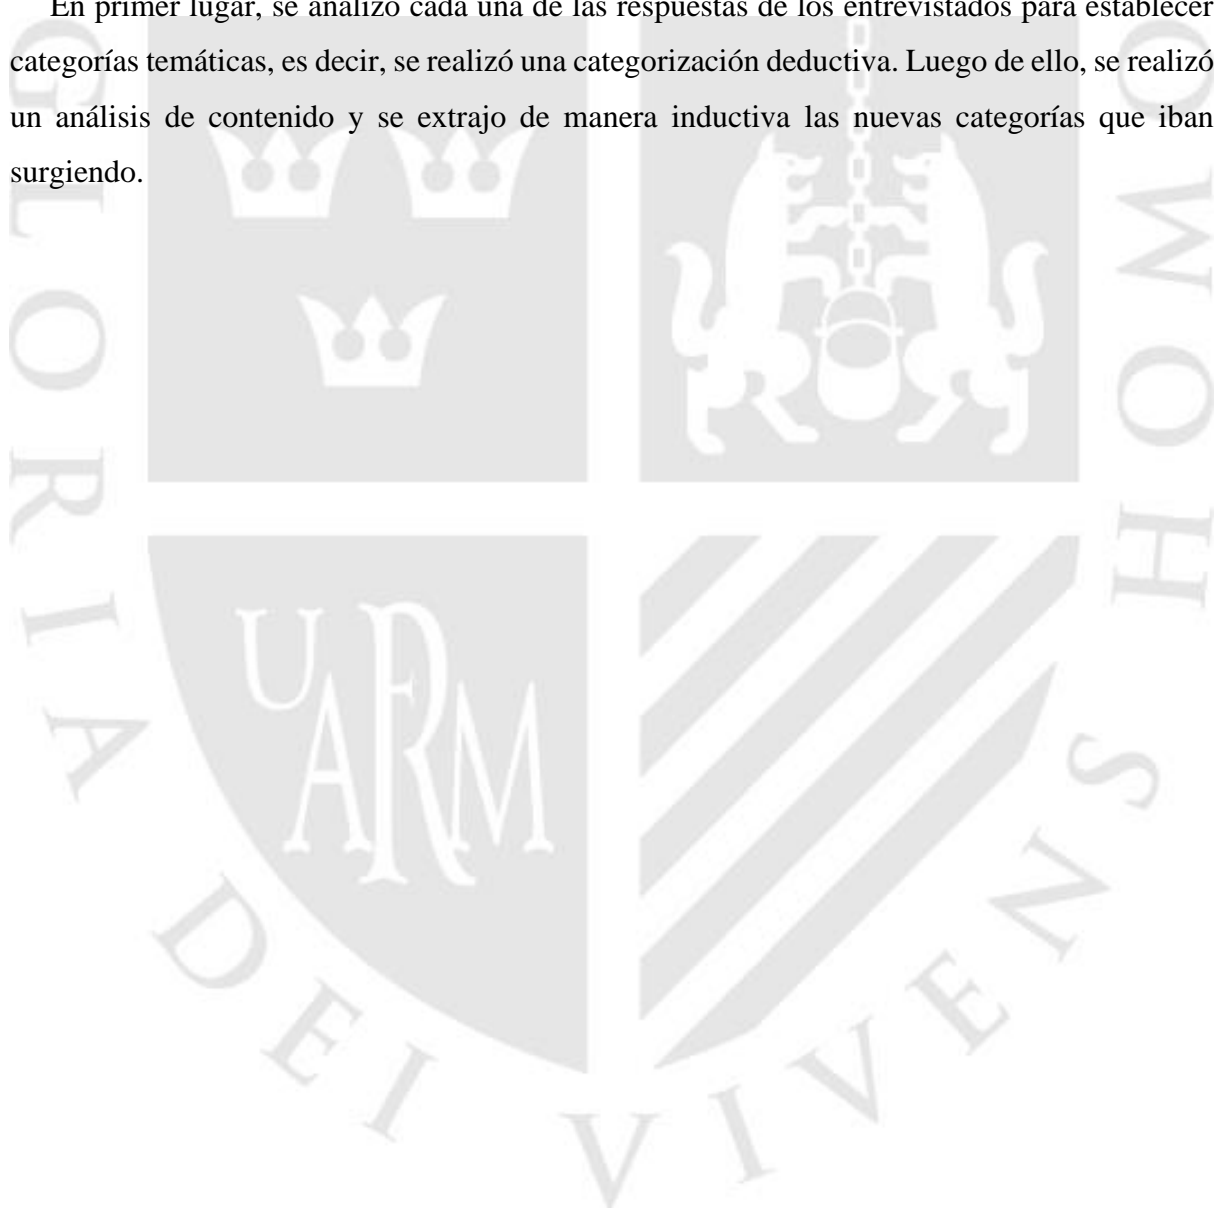 En primer lugar, se analizó cada una de las respuestas de los entrevistados para establecer
categorías temáticas, es decir, se realizó una categorización deductiva. Luego de ello, se realizó
un análisis de contenido y se extrajo de manera inductiva las nuevas categorías que iban
surgiendo.
GLORIA DEI VIVENS HOMO
UARM